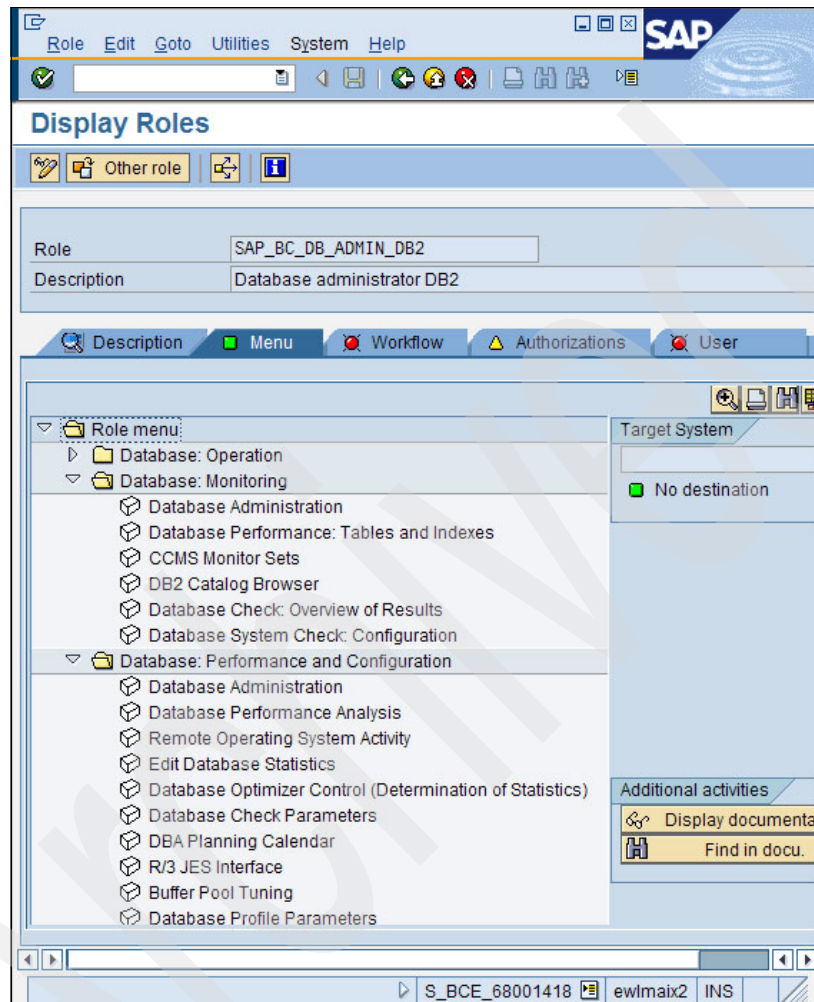 Role Edit Goto Utilities System Help
SAP
Display Roles
Other role
Role SAP_BC_DB_ADMIN_DB2
Description Database administrator DB2
Description Menu Workflow Authorizations User
Role menu
Target System
Database: Operation
Database: Monitoring
No destination
Database Administration
Database Performance: Tables and Indexes
CCMS Monitor Sets
DB2 Catalog Browser
Database Check: Overview of Results
Database System Check: Configuration
Database: Performance and Configuration
Database Administration
Database Performance Analysis
Remote Operating System Activity
Edit Database Statistics
Database Optimizer Control (Determination of Statistics)
Additional activities
Database Check Parameters
Display documenta
DBA Planning Calendar
R/3 JES Interface
Find in docu.
Buffer Pool Tuning
Database Profile Parameters
S_BCE_68001418 ewlmaix2 INS